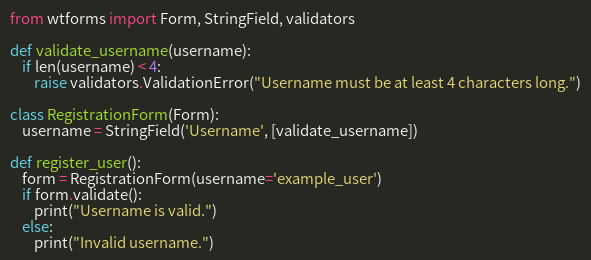 from wtforms import Form, StringField, validators

def validate_username(username):
    if len(username) < 4:
        raise validators.ValidationError("Username must be at least 4 characters long.")

class RegistrationForm(Form):
    username = StringField('Username', [validate_username])

def register_user():
    form = RegistrationForm(username='example_user')
    if form.validate():
        print("Username is valid.")
    else:
        print("Invalid username.")